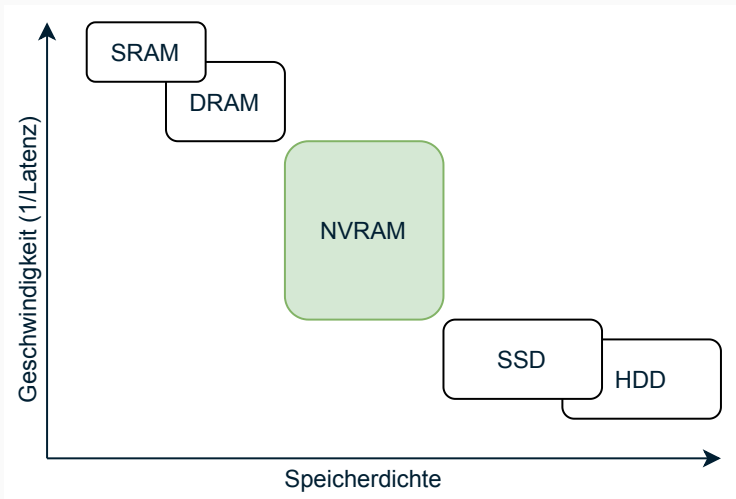 SRAM
DRAM
NVRAM
SSD
HDD
Geschwindigkeit (1/Latenz)
Speicherdichte